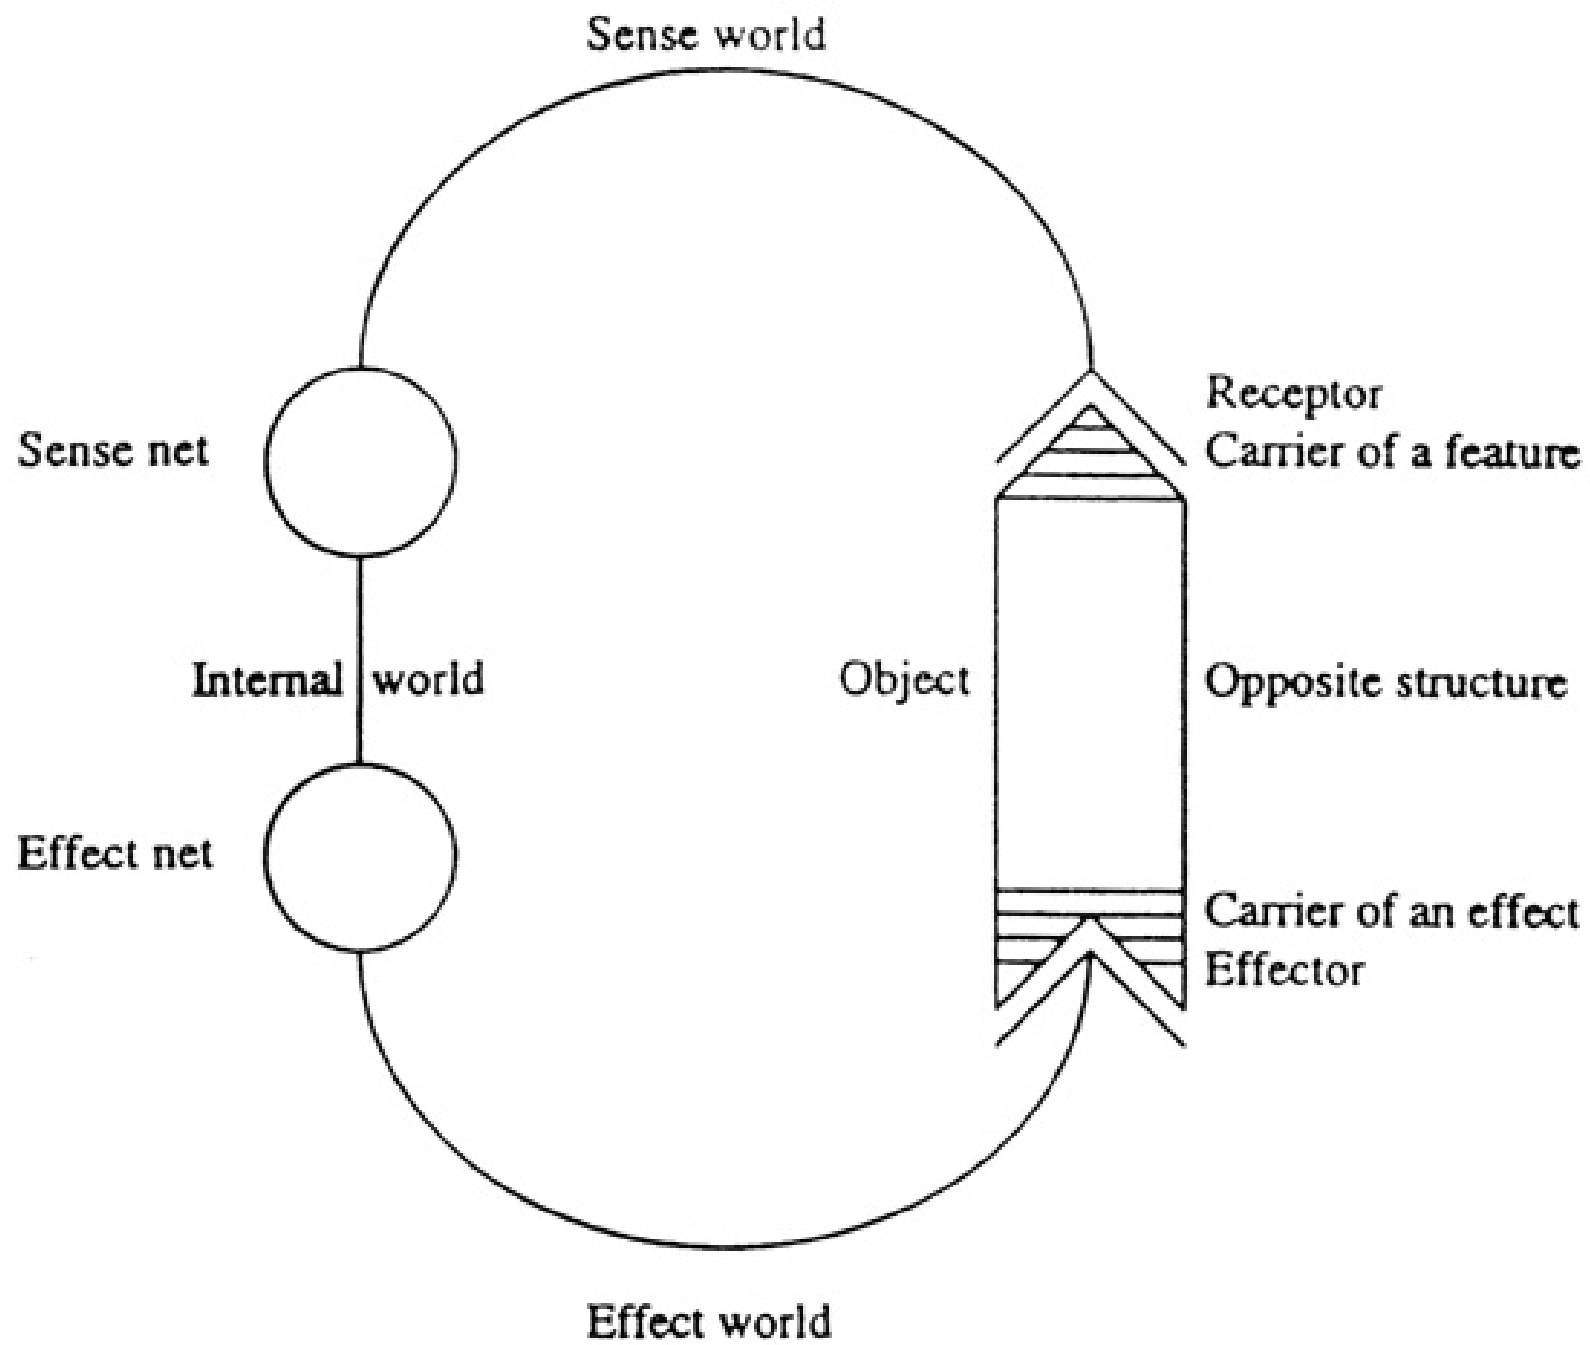 Sense world
Receptor
Sense net
Carrier of a feature
Internal world
Object
Opposite structure
Effect net
Carrier of an effect
Effector
Effect world